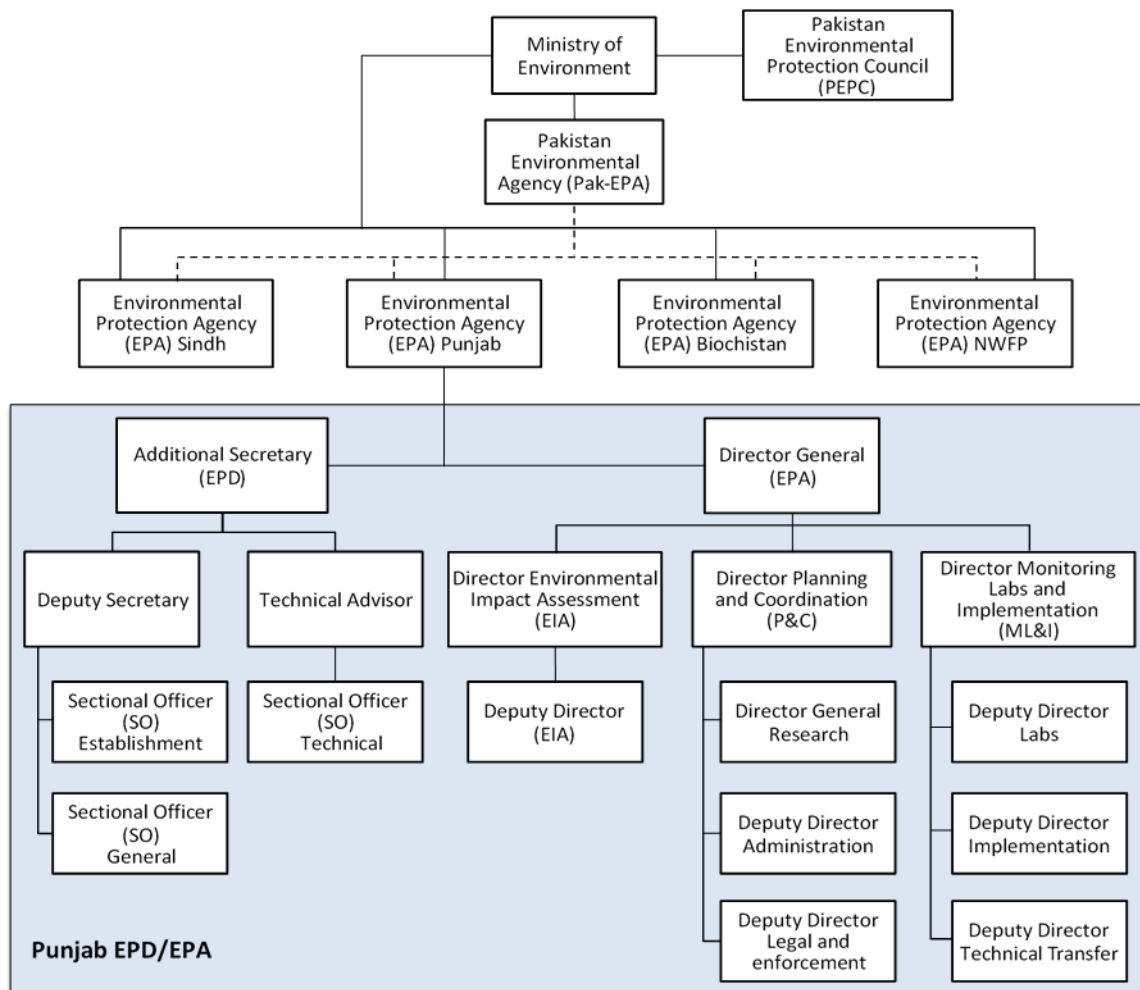 Ministry of
Environment
Pakistan
Environmental
Protection Council
(PEPC)
Pakistan
Environmental
Agency (Pak-EPA)
Environmental
Protection Agency
(EPA) Sindh
Environmental
Protection Agency
(EPA) Punjab
Environmental
Protection Agency
(EPA) Biochistan
Environmental
Protection Agency
(EPA) NWFP
Additional Secretary
(EPD)
Director General
(EPA)
Deputy Secretary
Technical Advisor
Director Environmental
Impact Assessment
(EIA)
Director Planning
and Coordination
(P&C)
Director Monitoring
Labs and
Implementation
(ML&I)
Sectional Officer
(SO)
Establishment
Sectional Officer
(SO)
Technical
Deputy Director
(EIA)
Director General
Research
Deputy Director
Labs
Sectional Officer
(SO)
General
Deputy Director
Administration
Deputy Director
Implementation
Deputy Director
Legal and
enforcement
Deputy Director
Technical Transfer
Punjab EPD/EPA